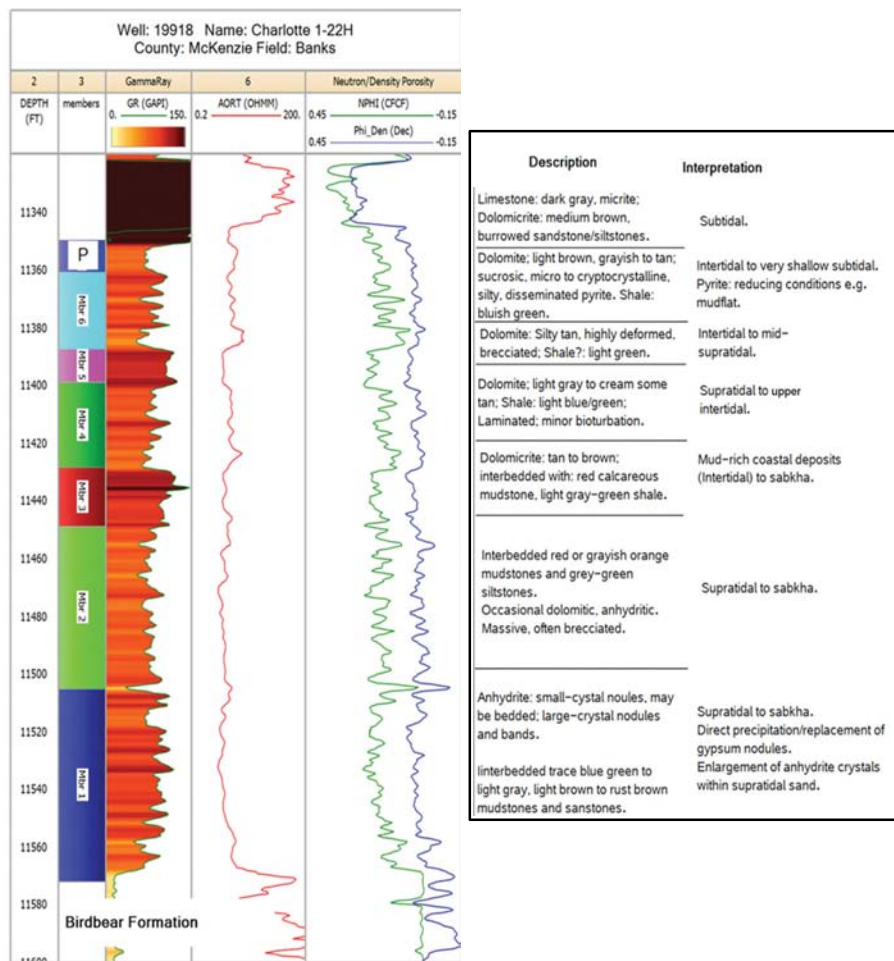 Well: 19918 Name: Charlotte 1-22H
County: McKenzie Field: Banks
2 3 GammaRay 6 Neutron/Density Porosity
DEPTH
(FT)
members
GR (GAPI)
0. 150.
AORT (OHMM)
0.2 200.
NPHI (CFCF)
0.45 -0.15
Phi_Den (Dec)
0.45 -0.15
11340
11360
11380
11400
11420
11440
11460
11480
11500
11520
11540
11560
11580
11600
P
Mbr 6
Mbr 5
Mbr 4
Mbr 3
Mbr 2
Mbr 1
Birdbear Formation
Description Interpretation
Limestone: dark gray, micrite;
Dolomicrite: medium brown,
burrowed sandstone/siltstones.
Subtidal.
Dolomite; light brown, grayish to tan;
sucrosic, micro to cryptocrystalline,
silty, disseminated pyrite. Shale:
bluish green.
Intertidal to very shallow subtidal.
Pyrite: reducing conditions e.g.
mudflat.
Dolomite: Silty tan, highly deformed,
brecciated; Shale?: light green.
Intertidal to mid-
supratidal.
Dolomite; light gray to cream some
tan; Shale: light blue/green;
Laminated; minor bioturbation.
Supratidal to upper
intertidal.
Dolomicrite: tan to brown;
interbedded with: red calcareous
mudstone, light gray-green shale.
Mud-rich coastal deposits
(Intertidal) to sabkha.
Interbedded red or grayish orange
mudstones and grey-green
siltstones.
Occasional dolomitic, anhydritic.
Massive, often brecciated.
Supratidal to sabkha.
Anhydrite: small-cystal noules, may
be bedded; large-crystal nodules
and bands.
Iinterbedded trace blue green to
light gray, light brown to rust brown
mudstones and sanstones.
Supratidal to sabkha.
Direct precipitation/replacement of
gypsum nodules.
Enlargement of anhydrite crystals
within supratidal sand.